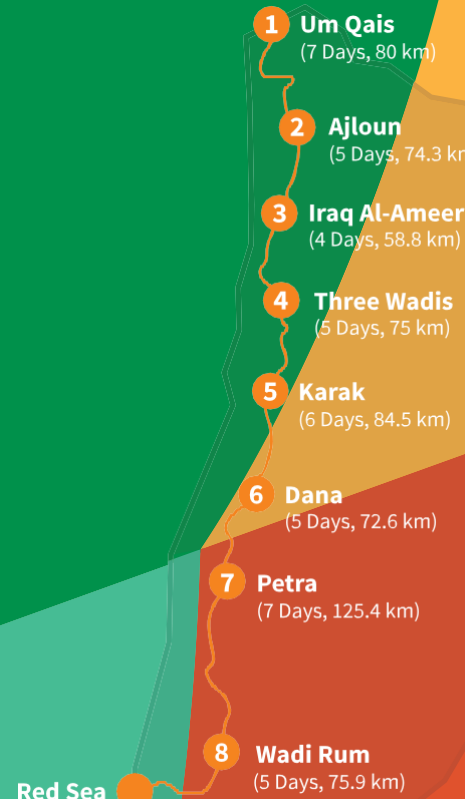 1 Um Qais
(7 Days, 80 km)
2 Ajloun
(5 Days, 74.3 km
3 Iraq Al-Ameer
(4 Days, 58.8 km)
4 Three Wadis
(5 Days, 75 km)
5 Karak
(6 Days, 84.5 km)
6 Dana
(5 Days, 72.6 km)
7 Petra
(7 Days, 125.4 km)
8 Wadi Rum
(5 Days, 75.9 km)
Red Sea